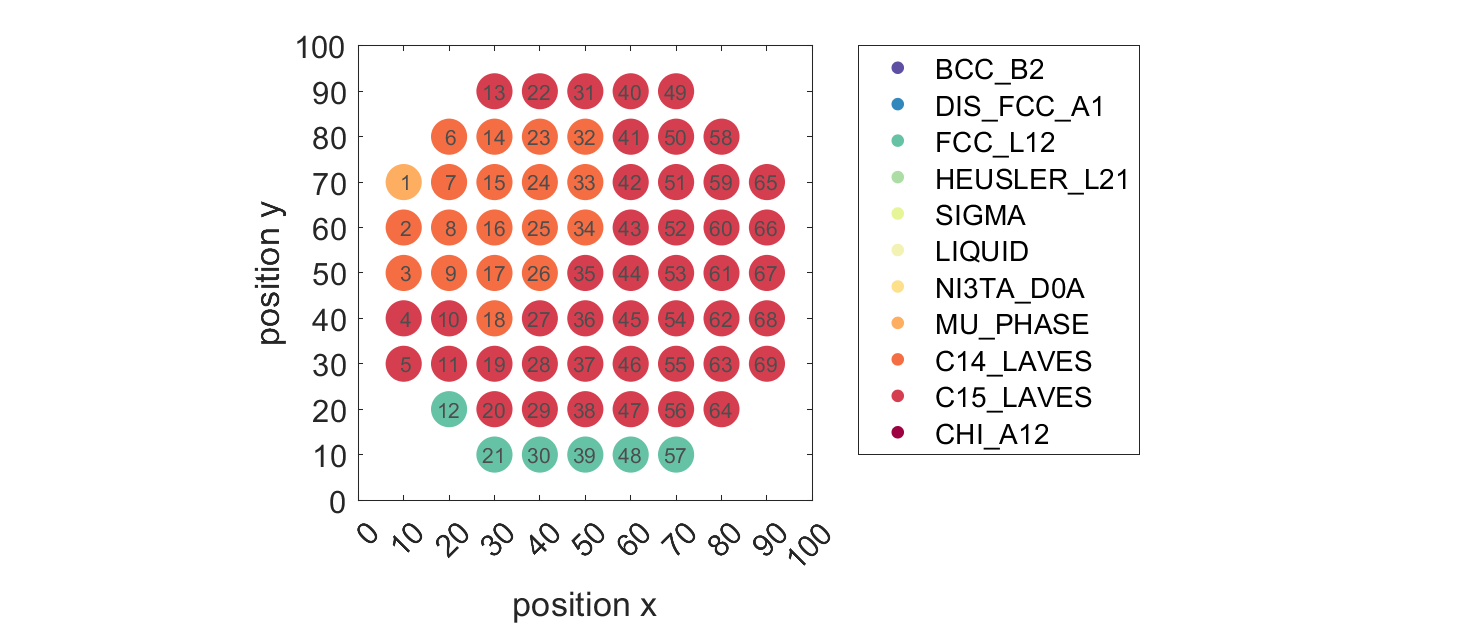 100
90
80
70
60
50
40
30
20
10
0
position y
13 22 31 40 49
6 14 23 32 41 50 58
1 7 15 24 33 42 51 59 65
2 8 16 25 34 43 52 60 66
3 9 17 26 35 44 53 61 67
4 10 18 27 36 45 54 62 68
5 11 19 28 37 46 55 63 69
12 20 29 38 47 56 64
21 30 39 48 57
0 10 20 30 40 50 60 70 80 90 100
position x
BCC_B2
DIS_FCC_A1
FCC_L12
HEUSLER_L21
SIGMA
LIQUID
NI3TA_D0A
MU_PHASE
C14_LAVES
C15_LAVES
CHI_A12